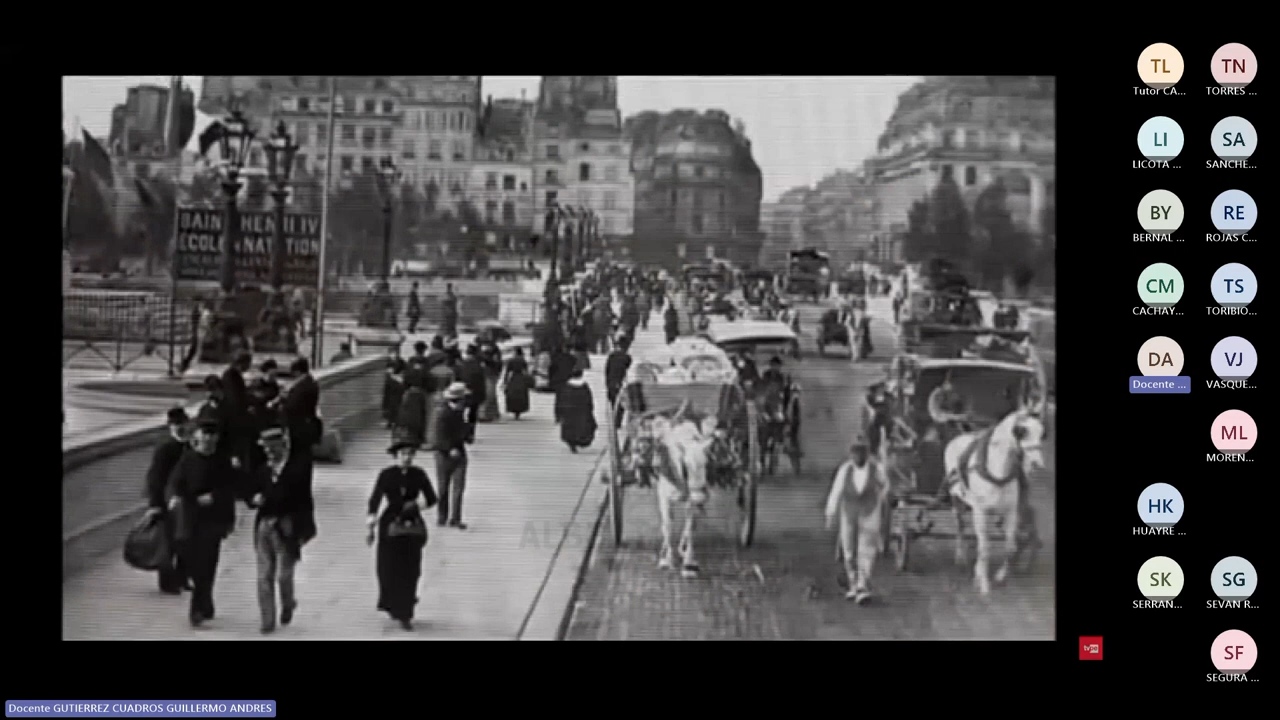 BAIN HENRI IV
ECOLE NATATION
TL
Tutor CA...
TN
TORRES ...
LI
LICOTA ...
SA
SANCHE...
BY
BERNAL ...
RE
ROJAS C...
CM
CACHAY...
TS
TORIBIO...
DA
Docente ...
VJ
VASQUE...
ML
MOREN...
HK
HUAYRE ...
SK
SERRAN...
SG
SEVAN R...
SF
SEGURA ...
tvpe
Docente GUTIERREZ CUADROS GUILLERMO ANDRES